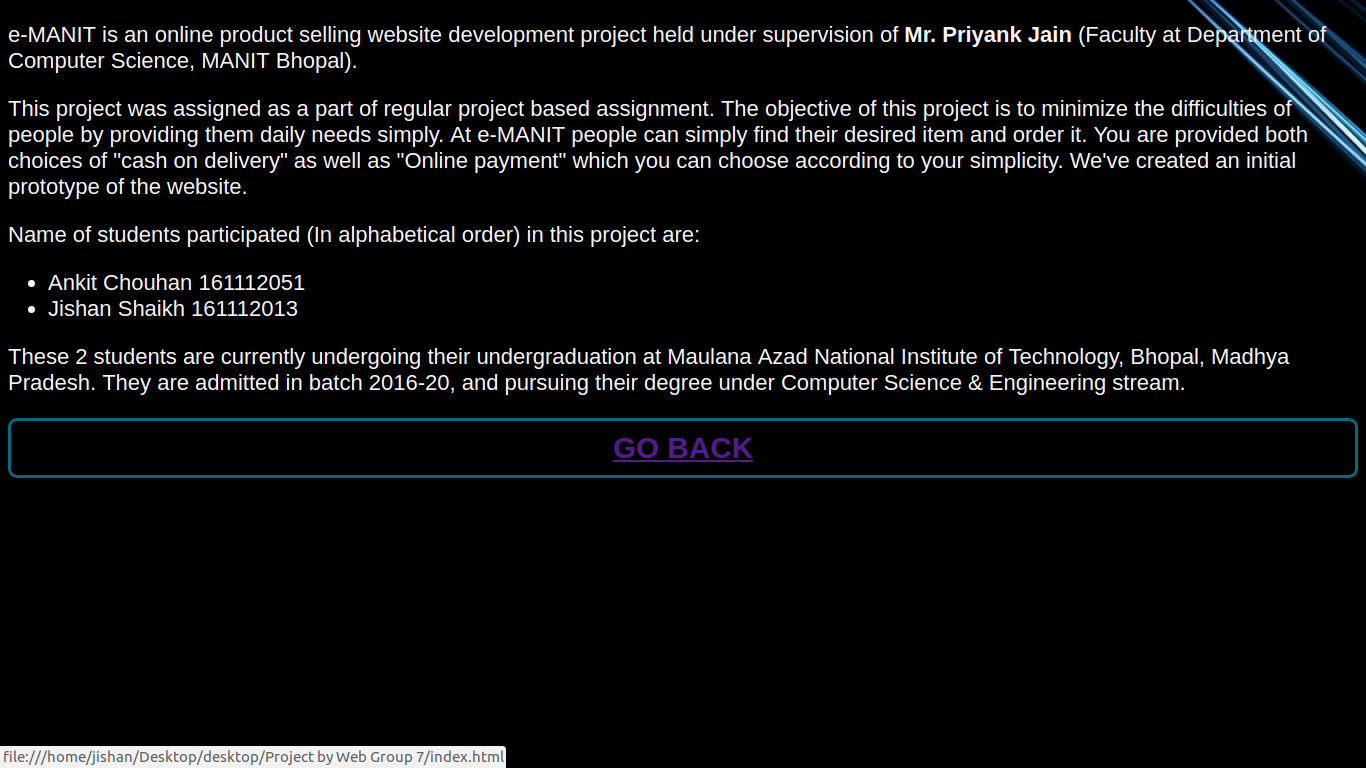 e-MANIT is an online product selling website development project held under supervision of Mr. Priyank Jain (Faculty at Department of
Computer Science, MANIT Bhopal).
This project was assigned as a part of regular project based assignment. The objective of this project is to minimize the difficulties of
people by providing them daily needs simply. At e-MANIT people can simply find their desired item and order it. You are provided both
choices of "cash on delivery" as well as "Online payment" which you can choose according to your simplicity. We've created an initial
prototype of the website.
Name of students participated (In alphabetical order) in this project are:
• Ankit Chouhan 161112051
• Jishan Shaikh 161112013
These 2 students are currently undergoing their undergraduation at Maulana Azad National Institute of Technology, Bhopal, Madhya
Pradesh. They are admitted in batch 2016-20, and pursuing their degree under Computer Science & Engineering stream.
GO BACK
file:///home/jishan/Desktop/desktop/Project by Web Group 7/index.html